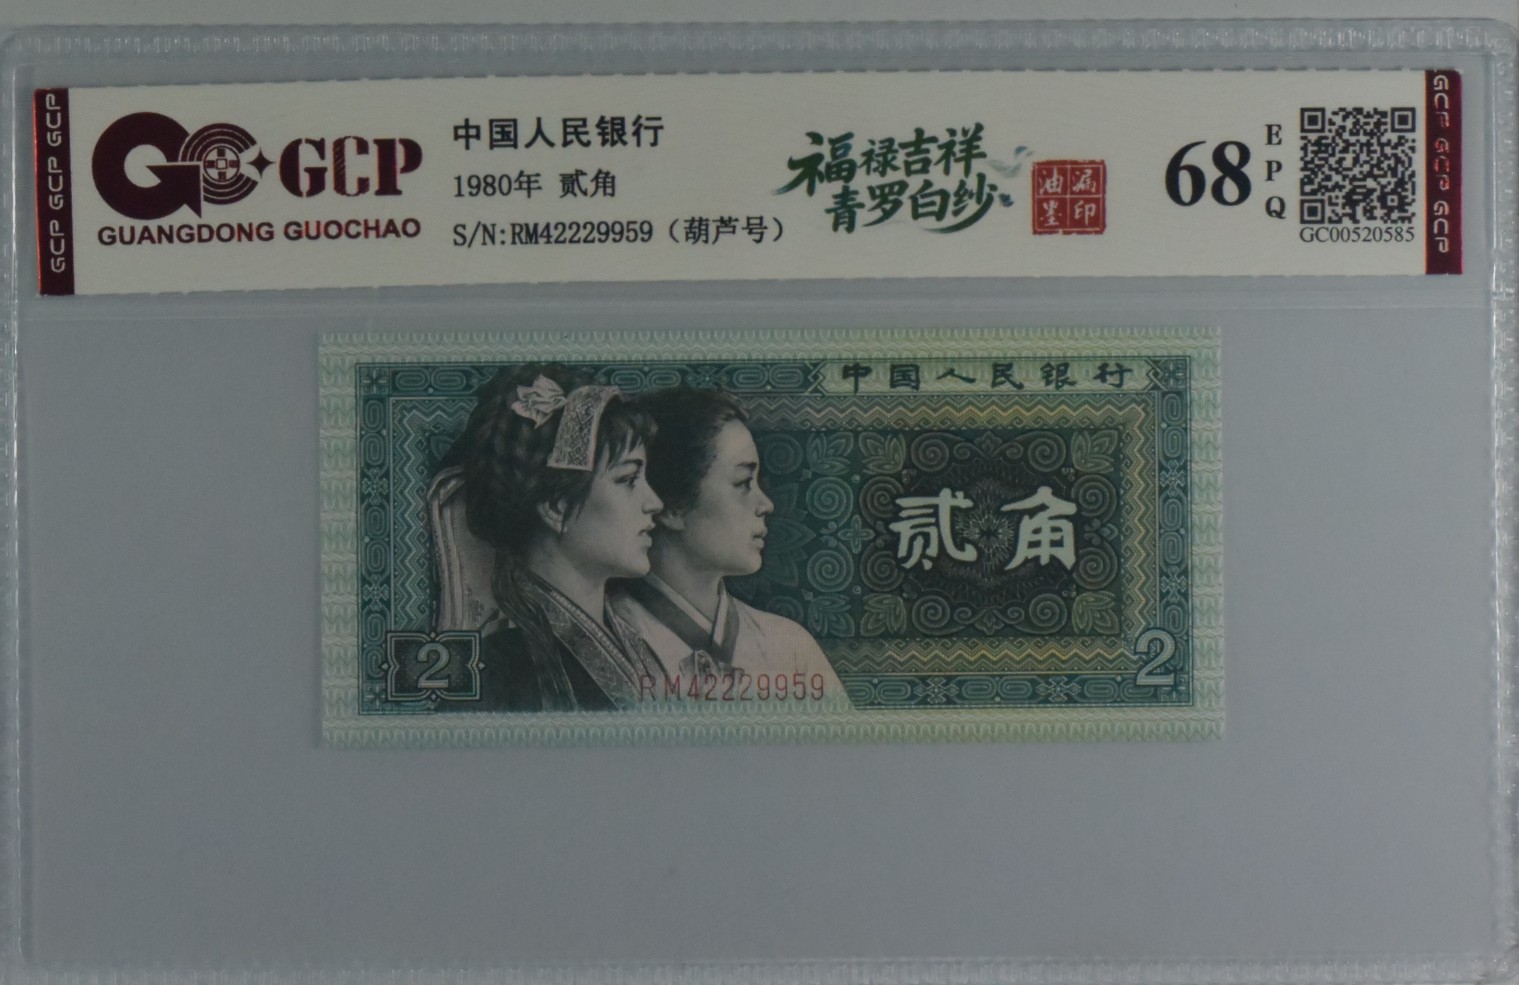 GCP GCP GCP
GCP
GUANGDONG GUOCHAO
中国人民银行
1980年 贰角
S/N:RM42229959（葫芦号）
福禄吉祥
青罗白纱
油漏
墨印
68
EPQ
GC00520585
GCP GCP GCP
中国人民银行
贰角
2
2
RM42229959